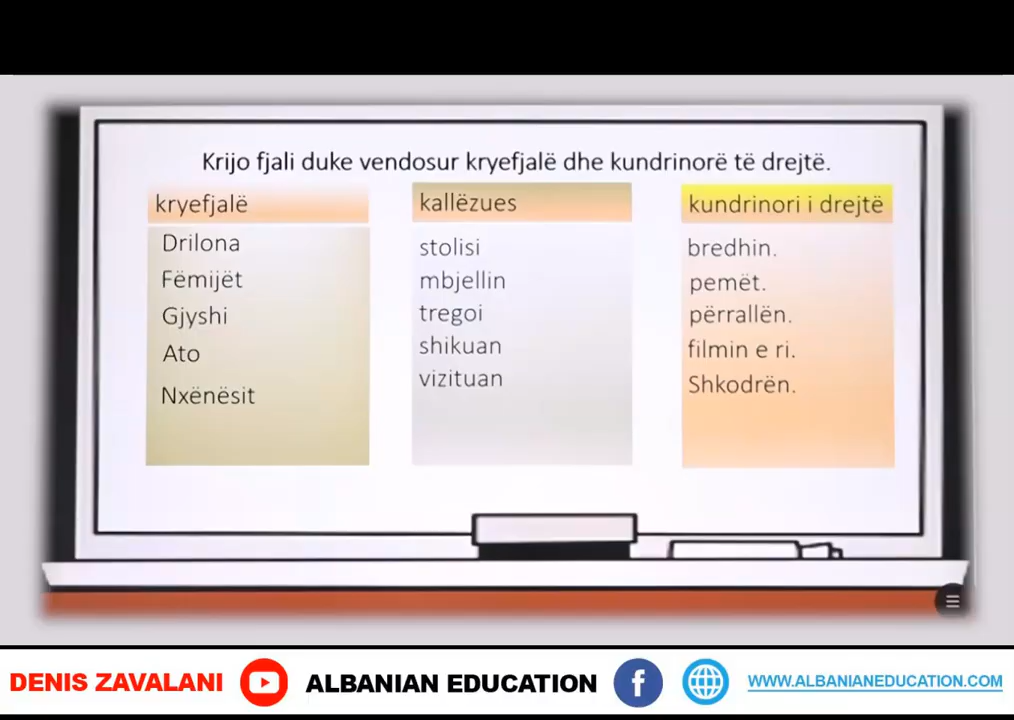 Krijo fjali duke vendosur kryefjalë dhe kundrinorë të drejtë.
kryefjalë kallëzues kundrinori i drejtë
Drilona stolisi bredhin.
Fëmijët mbjellin pemët.
Gjyshi tregoi përrallën.
Ato shikuan filmin e ri.
Nxënësit vizituan Shkodrën.
DENIS ZAVALANI ALBANIAN EDUCATION f WWW.ALBANIANEDUCATION.COM